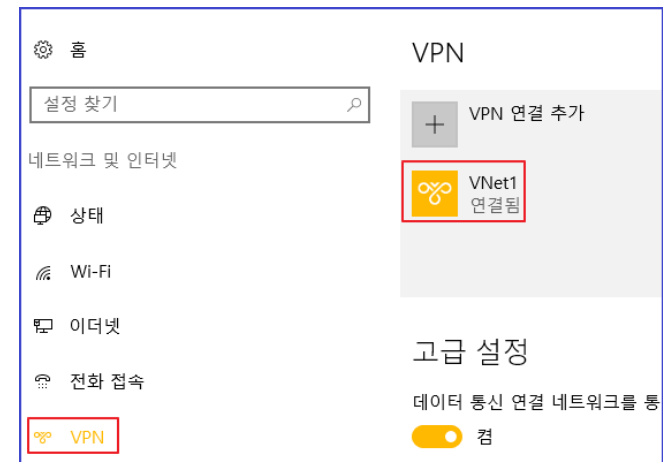 홈
설정 찾기
네트워크 및 인터넷
상태
Wi-Fi
이더넷
전화 접속
VPN
VPN
VPN 연결 추가
VNet1
연결됨
고급 설정
데이터 통신 연결 네트워크를 통
켬